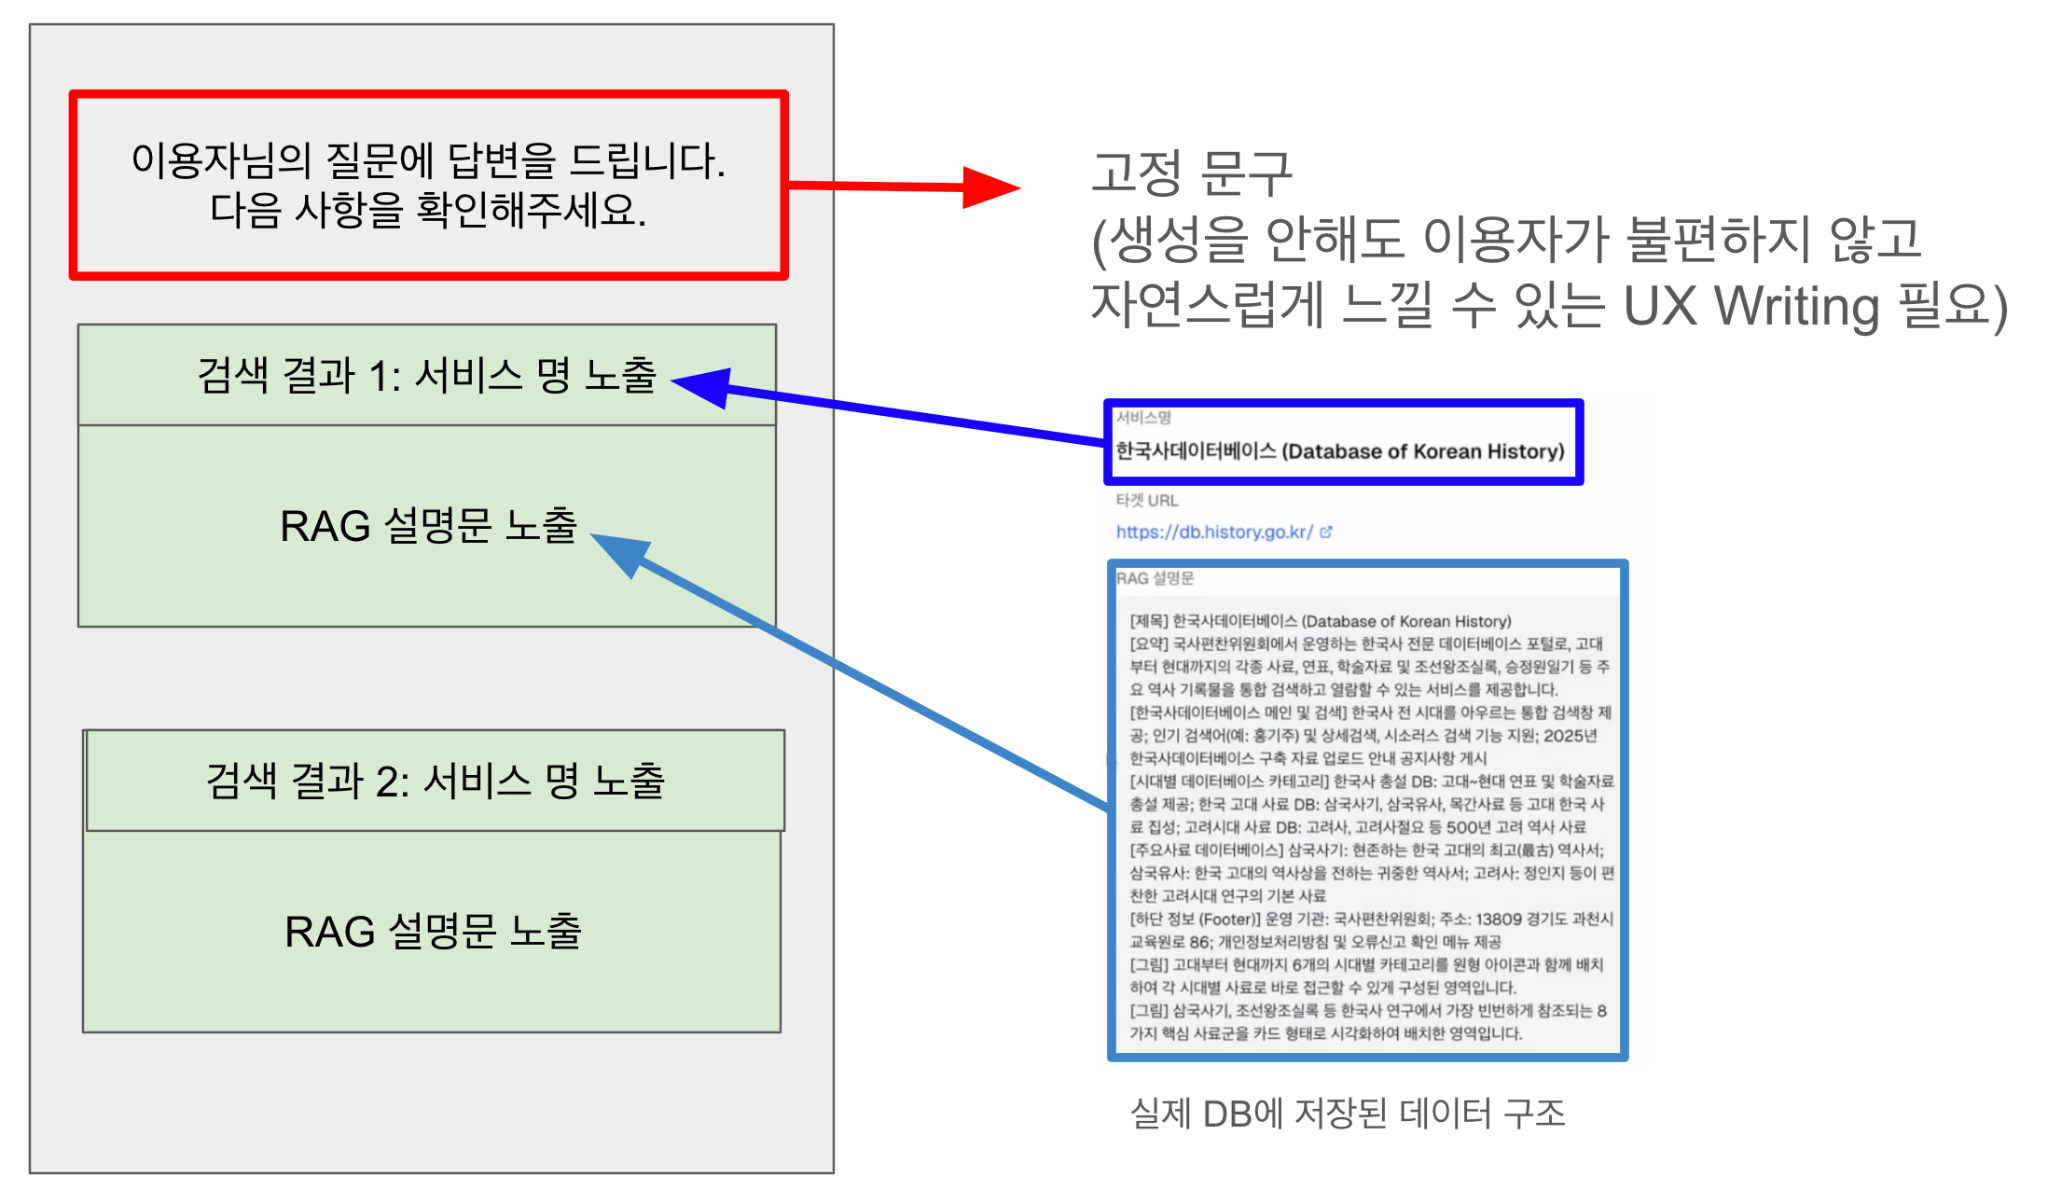 이용자님의 질문에 답변을 드립니다.
다음 사항을 확인해주세요.
고정 문구
(생성을 안해도 이용자가 불편하지 않고
자연스럽게 느낄 수 있는 UX Writing 필요)
검색 결과 1: 서비스 명 노출
RAG 설명문 노출
검색 결과 2: 서비스 명 노출
RAG 설명문 노출
서비스명
한국사데이터베이스 (Database of Korean History)
타겟 URL
https://db.history.go.kr/
RAG 설명문
[제목] 한국사데이터베이스 (Database of Korean History)
[요약] 국사편찬위원회에서 운영하는 한국사 전문 데이터베이스 포털로, 고대
부터 현대까지의 각종 사료, 연표, 학술자료 및 조선왕조실록, 승정원일기 등 주
요 역사 기록물을 통합 검색하고 열람할 수 있는 서비스를 제공합니다.
[한국사데이터베이스 메인 및 검색] 한국사 전 시대를 아우르는 통합 검색창 제
공; 인기 검색어(예: 홍기주) 및 상세검색, 시소러스 검색 기능 지원; 2025년
한국사데이터베이스 구축 자료 업로드 안내 공지사항 게시
[시대별 데이터베이스 카테고리] 한국사 총설 DB: 고대~현대 연표 및 학술자료
총설 제공; 한국 고대 사료 DB: 삼국사기, 삼국유사, 목간사료 등 고대 한국 사
료 집성; 고려시대 사료 DB: 고려사, 고려사절요 등 500년 고려 역사 사료
[주요사료 데이터베이스] 삼국사기: 현존하는 한국 고대의 최고(最古) 역사서;
삼국유사: 한국 고대의 역사상을 전하는 귀중한 역사서; 고려사: 정인지 등이 편
찬한 고려시대 연구의 기본 사료
[하단 정보 (Footer)] 운영 기관: 국사편찬위원회; 주소: 13809 경기도 과천시
교육원로 86; 개인정보처리방침 및 오류신고 확인 메뉴 제공
[그림] 고대부터 현대까지 6개의 시대별 카테고리를 원형 아이콘과 함께 배치
하여 각 시대별 사료로 바로 접근할 수 있게 구성된 영역입니다.
[그림] 삼국사기, 조선왕조실록 등 한국사 연구에서 가장 빈번하게 참조되는 8
가지 핵심 사료군을 카드 형태로 시각화하여 배치한 영역입니다.
실제 DB에 저장된 데이터 구조